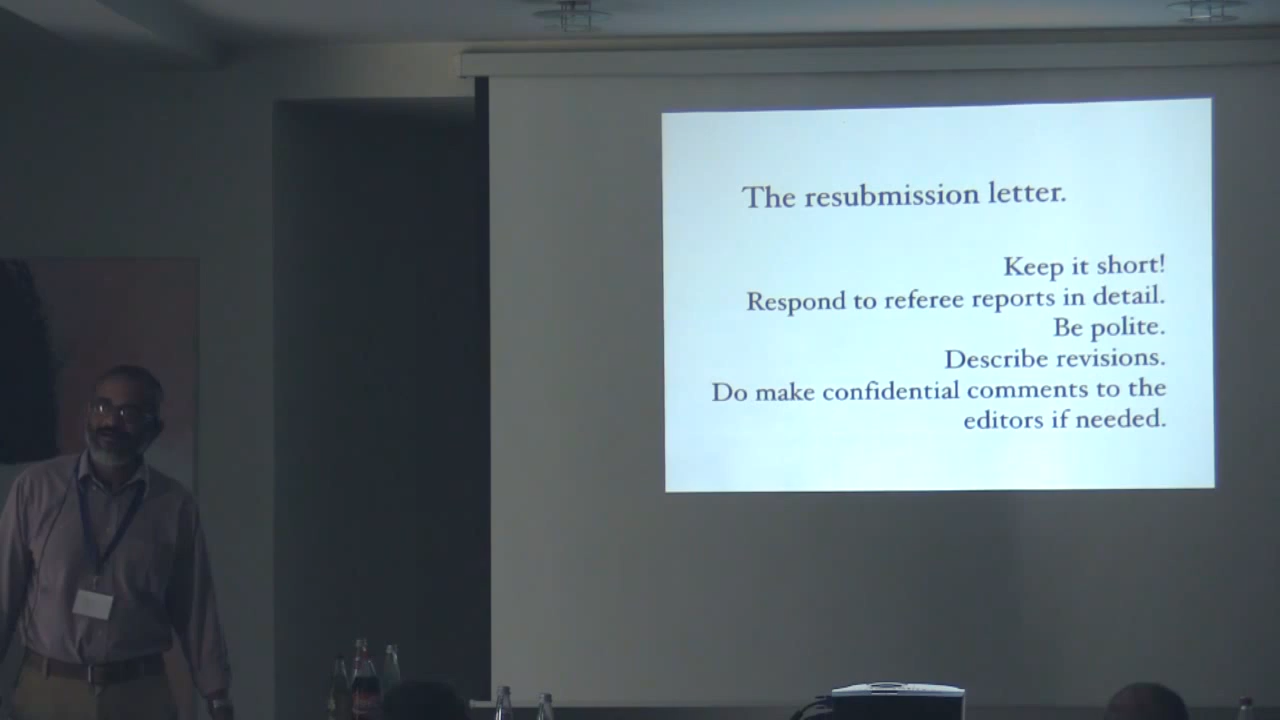 The resubmission letter.
Keep it short!
Respond to referee reports in detail.
Be polite.
Describe revisions.
Do make confidential comments to the
editors if needed.